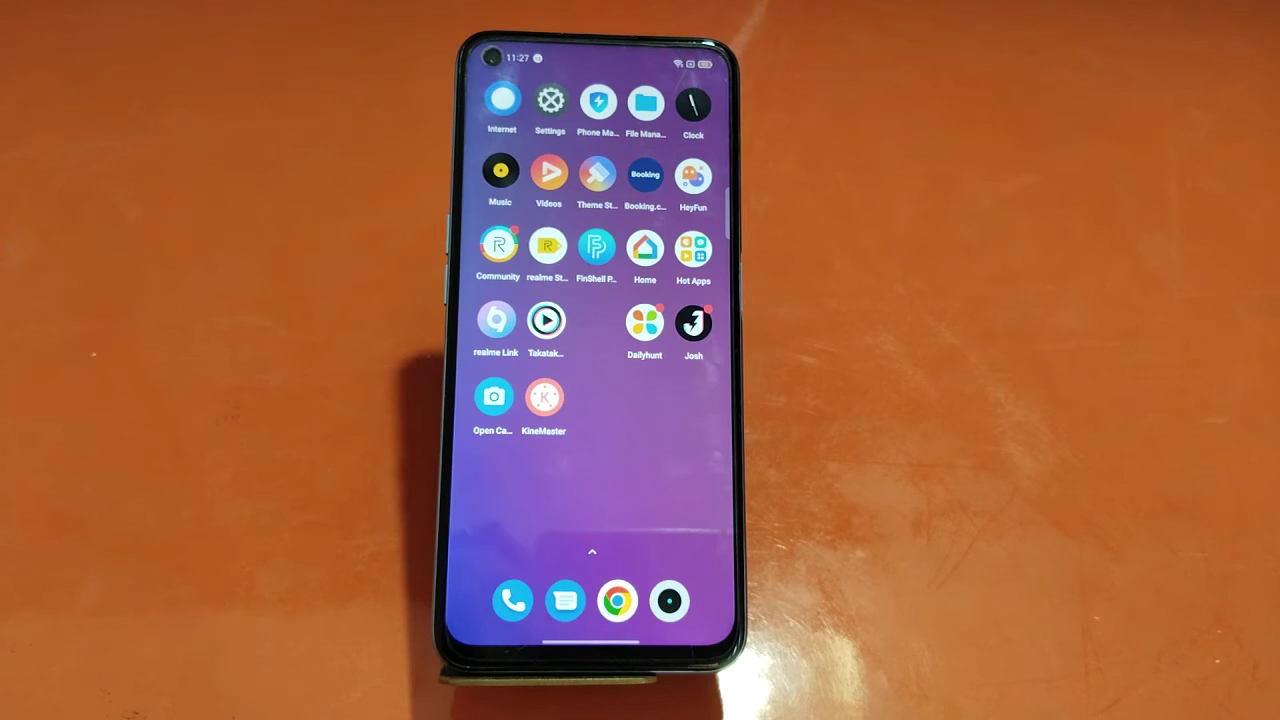 11:27
Internet Settings Phone Ma... File Mana... Clock
Booking
Music Videos Theme St... Booking.c... HeyFun
Community realme St... FinShell P... Home Hot Apps
realme Link Takatak... Dailyhunt Josh
K
Open Ca... KineMaster